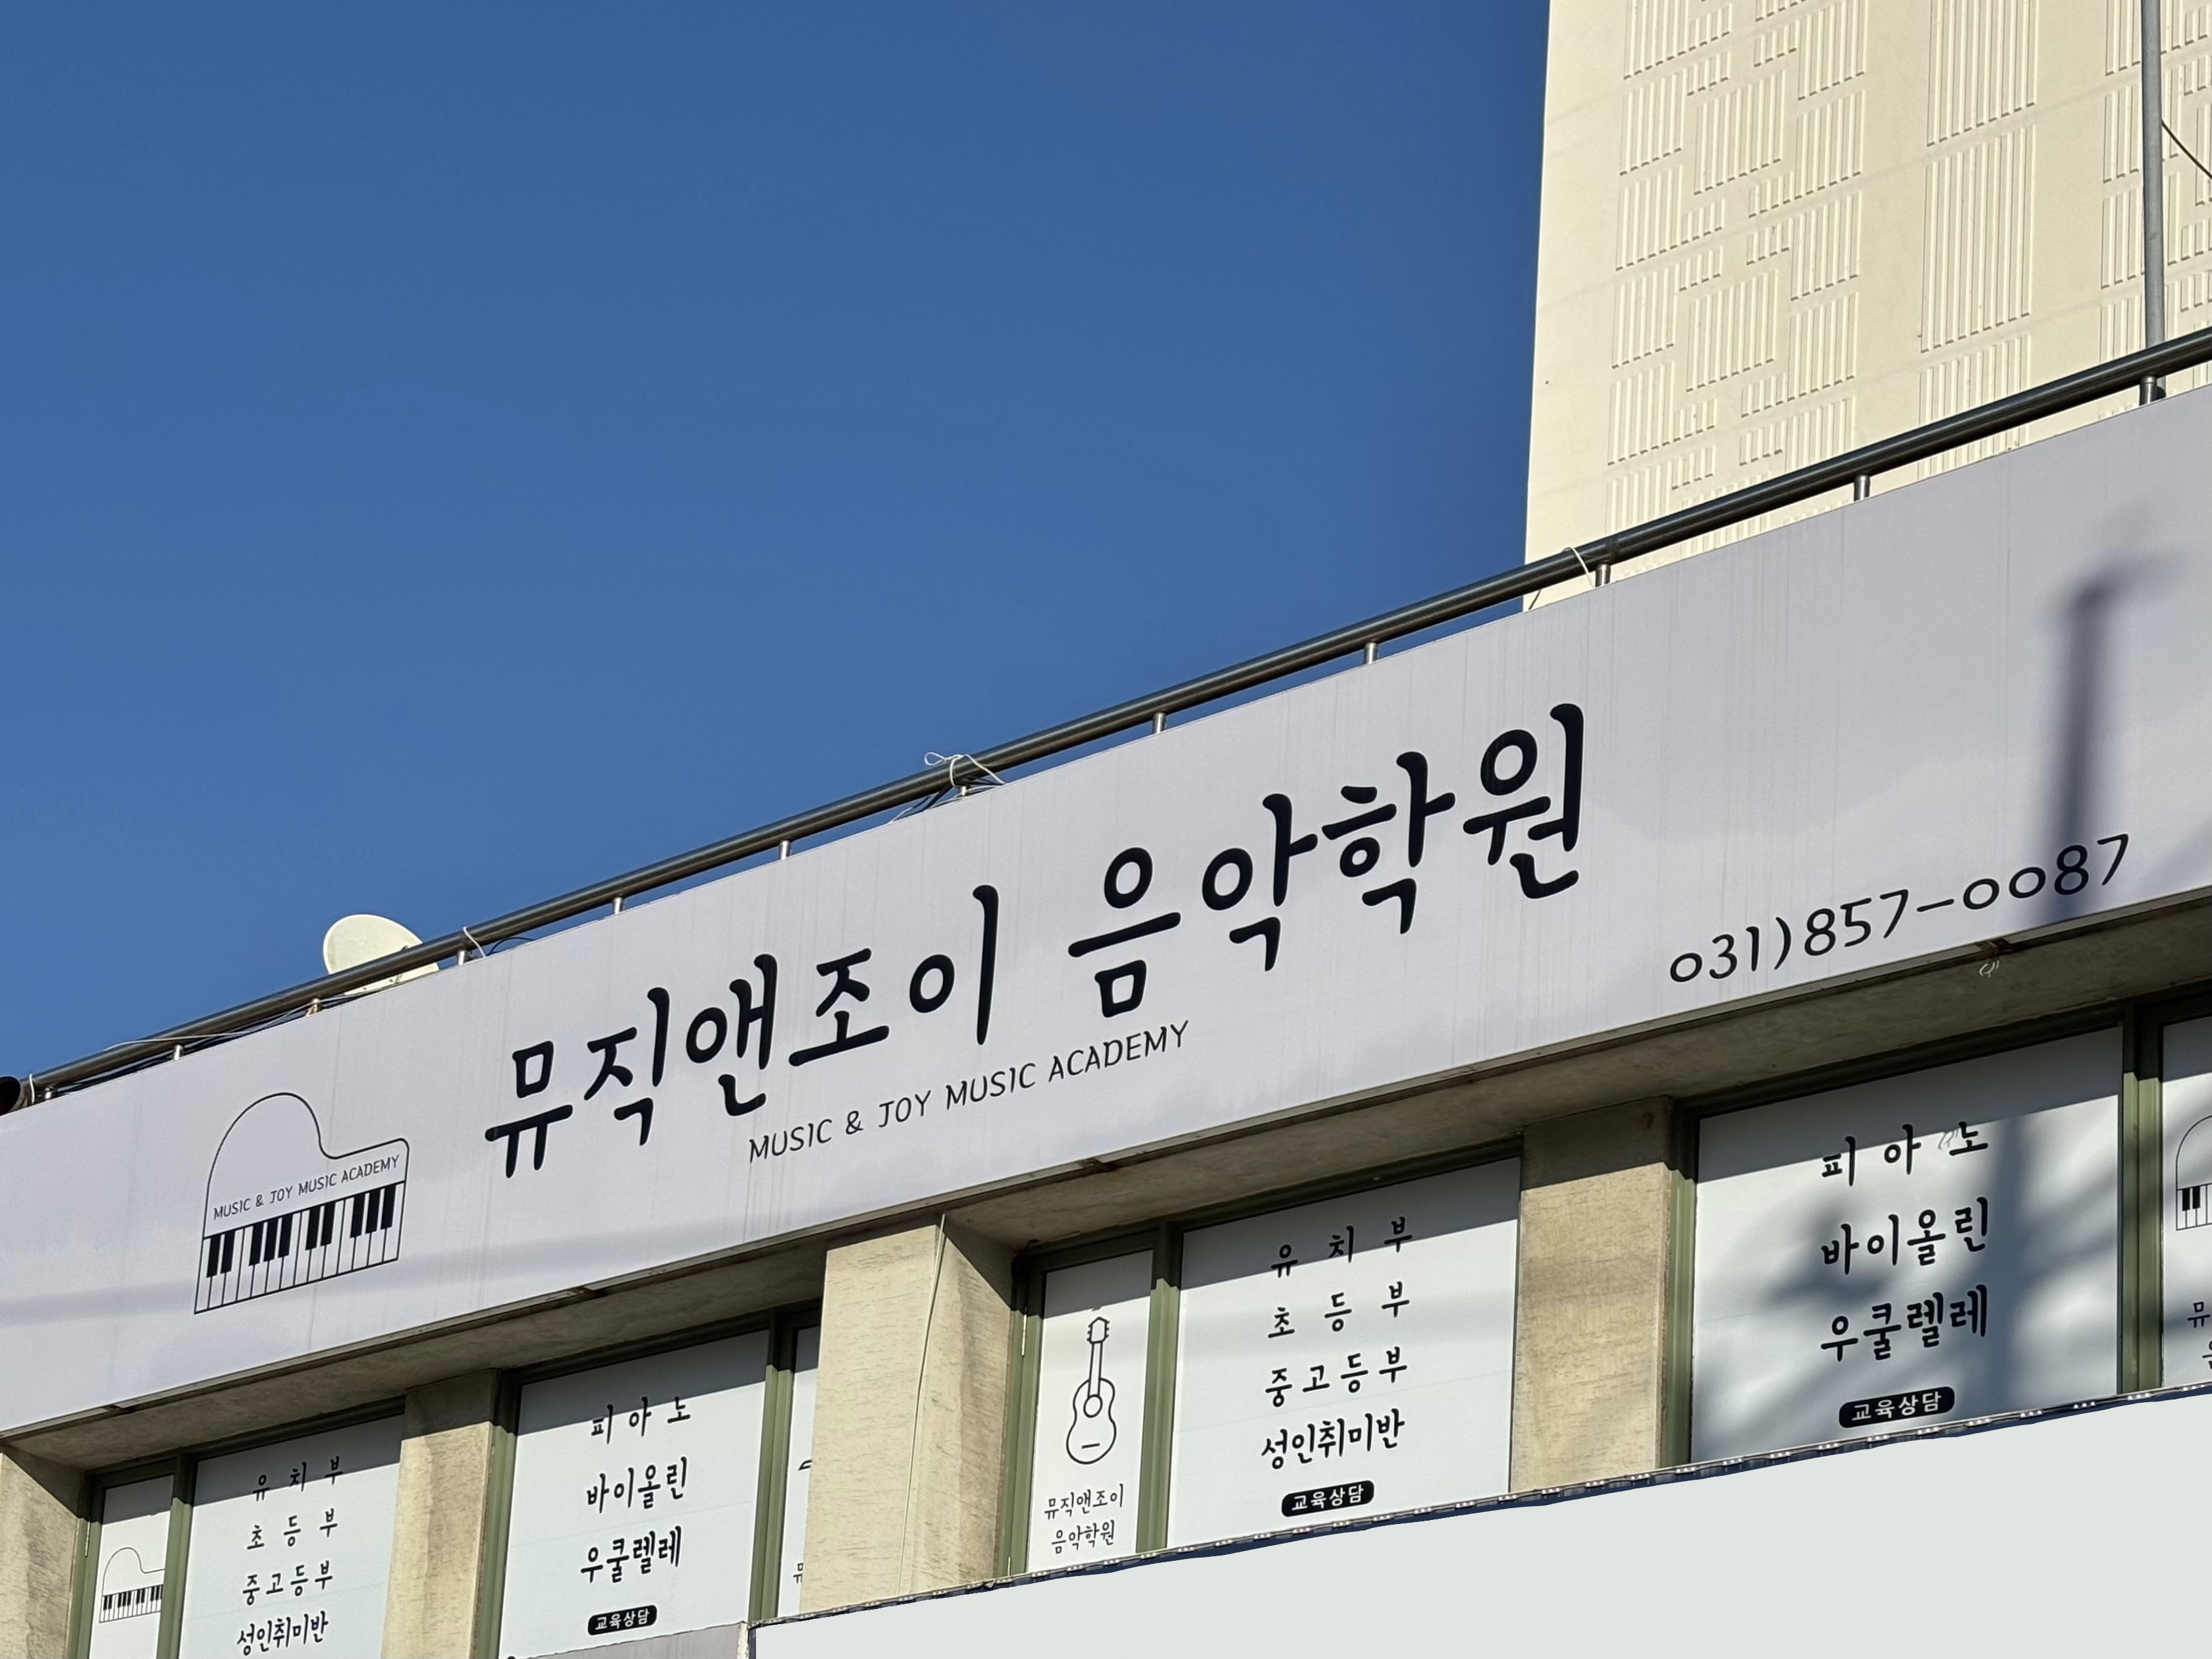 뮤직앤조이 음악학원
MUSIC & JOY MUSIC ACADEMY
031)857-0087
MUSIC & JOY MUSIC ACADEMY
유치부
초등부
중고등부
성인취미반
피아노
바이올린
우쿨렐레
교육상담
뮤직앤조이
음악학원
유치부
초등부
중고등부
성인취미반
교육상담
피아노
바이올린
우쿨렐레
교육상담